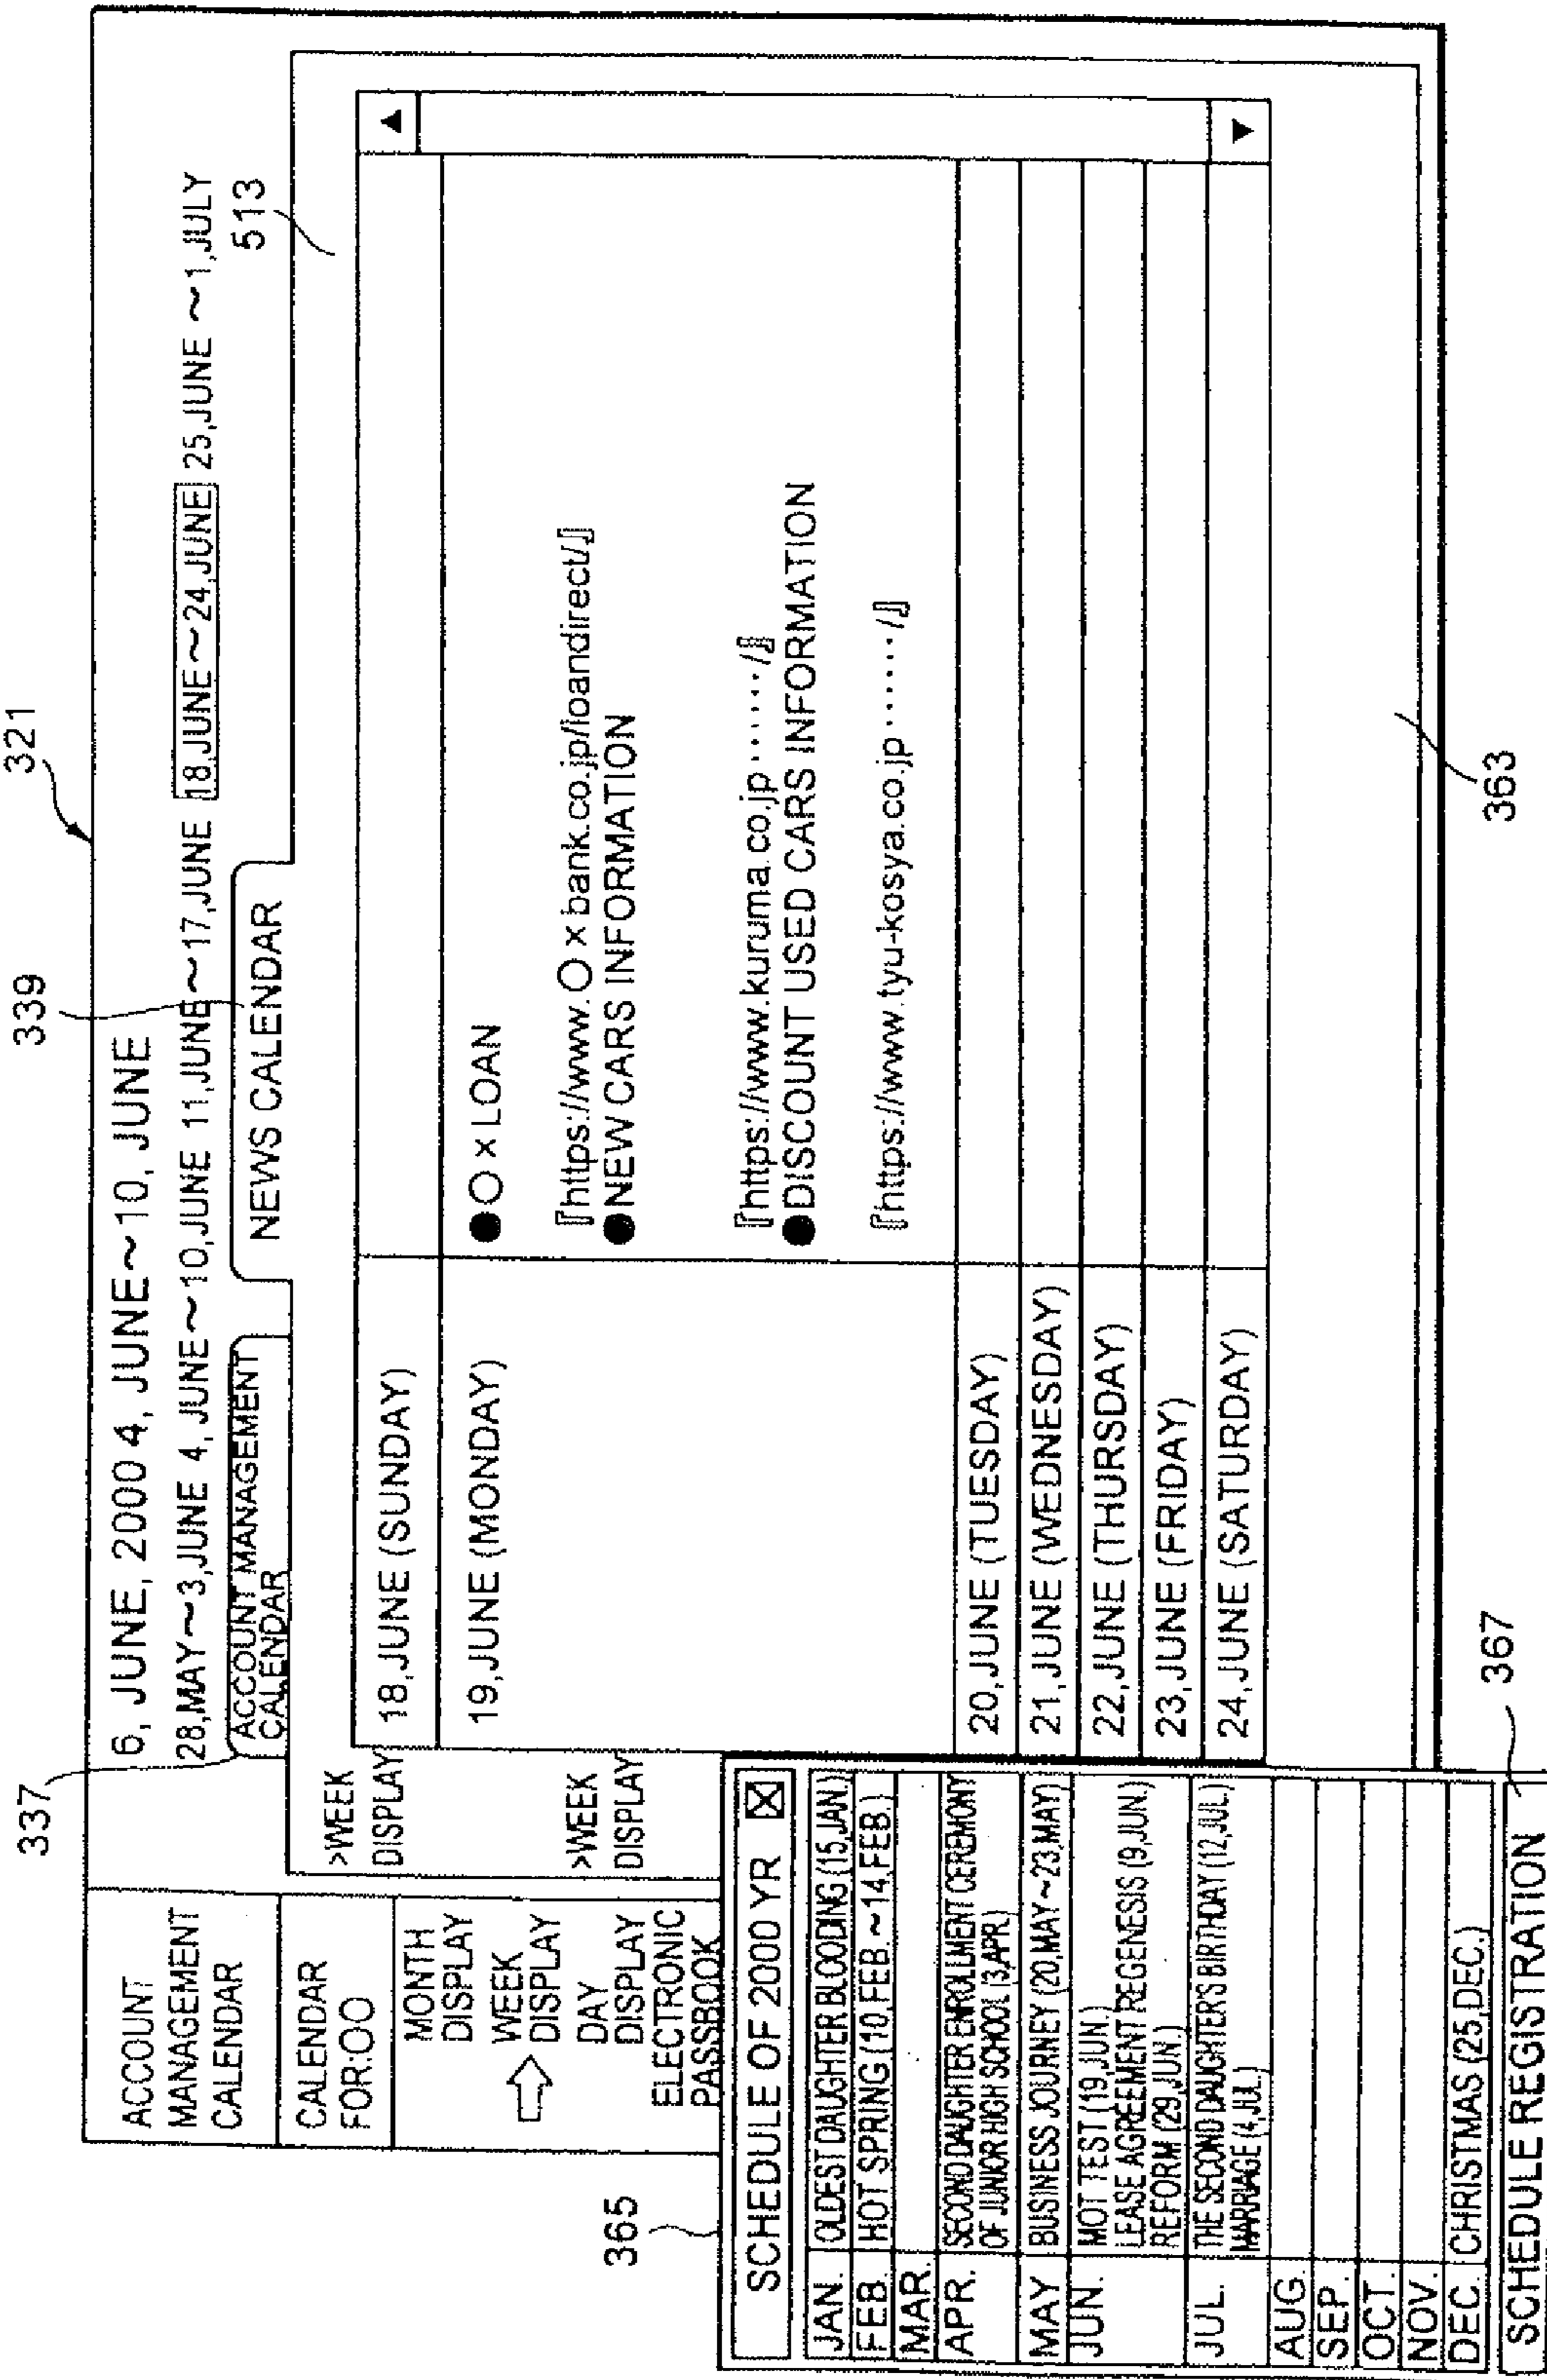 321
339
337
6, JUNE, 2000 4, JUNE~10, JUNE
28,MAY~3,JUNE 4, JUNE~10,JUNE 11,JUNE~17,JUNE 18,JUNE~24,JUNE 25,JUNE ~1,JULY
513
ACCOUNT MANAGEMENT
CALENDAR
NEWS CALENDAR
ACCOUNT
MANAGEMENT
CALENDAR
CALENDAR
FOR:OO
MONTH
DISPLAY
WEEK
DISPLAY
DAY
DISPLAY
ELECTRONIC
PASSBOOK
>WEEK
DISPLAY
>WEEK
DISPLAY
18,JUNE (SUNDAY)
▲
19,JUNE (MONDAY)
●○×LOAN
『https://www.○×bank.co.jp/loandirect/』
●NEW CARS INFORMATION
『https://www.kuruma.co.jp······/』
●DISCOUNT USED CARS INFORMATION
『https://www.tyu-kosya.co.jp······/』
20,JUNE (TUESDAY)
21,JUNE (WEDNESDAY)
22,JUNE (THURSDAY)
23,JUNE (FRIDAY)
24,JUNE (SATURDAY)
▼
363
365
SCHEDULE OF 2000 YR ☒
JAN. OLDEST DAUGHTER BLOODING (15,JAN.)
FEB. HOT SPRING (10,FEB.~14,FEB.)
MAR.
APR. SECOND DAUGHTER ENROLLMENT CEREMONY
OF JUNIOR HIGH SCHOOL (3,APR.)
MAY BUSINESS JOURNEY (20,MAY~23,MAY)
JUN. MOT TEST (19,JUN.)
LEASE AGREEMENT REGENESIS (9,JUN.)
REFORM (29,JUN.)
JUL. THE SECOND DAUGHTERS BIRTHDAY (12,JUL)
MARRIAGE (4,JUL.)
AUG.
SEP.
OCT.
NOV.
DEC. CHRISTMAS (25,DEC.)
SCHEDULE REGISTRATION
367